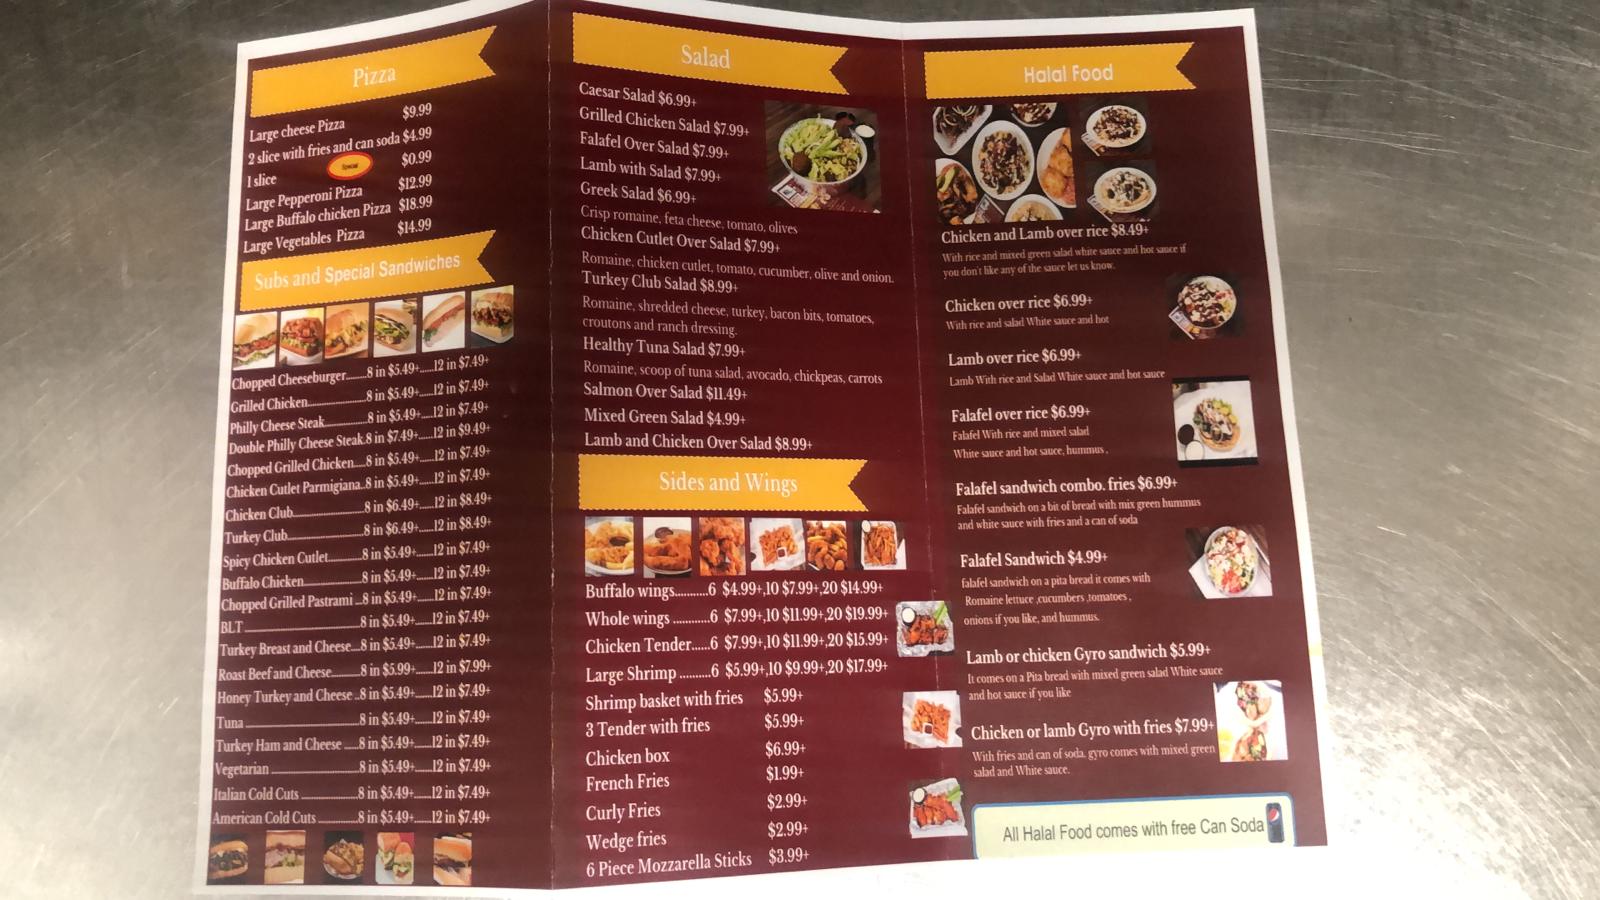 Pizza
Large cheese Pizza $9.99
2 slice with fries and can soda $4.99
Special
1 slice $0.99
Large Pepperoni Pizza $12.99
Large Buffalo chicken Pizza $18.99
Large Vegetables Pizza $14.99
Subs and Special Sandwiches
Chopped Cheeseburger........8 in $5.49+.....12 in $7.49+
Grilled Chicken......................8 in $5.49+.....12 in $7.49+
Philly Cheese Steak................8 in $5.49+.....12 in $7.49+
Double Philly Cheese Steak.8 in $7.49+.....12 in $9.49+
Chopped Grilled Chicken....8 in $5.49+.....12 in $7.49+
Chicken Cutlet Parmigiana..8 in $5.49+.....12 in $7.49+
Chicken Club.........................8 in $6.49+.....12 in $8.49+
Turkey Club...........................8 in $6.49+.....12 in $8.49+
Spicy Chicken Cutlet............8 in $5.49+......12 in $7.49+
Buffalo Chicken.....................8 in $5.49+......12 in $7.49+
Chopped Grilled Pastrami ...8 in $5.49+......12 in $7.49+
BLT........................................8 in $5.49+......12 in $7.49+
Turkey Breast and Cheese....8 in $5.49+......12 in $7.49+
Roast Beef and Cheese..........8 in $5.99+......12 in $7.99+
Honey Turkey and Cheese ..8 in $5.49+......12 in $7.49+
Tuna ......................................8 in $5.49+......12 in $7.49+
Turkey Ham and Cheese .....8 in $5.49+......12 in $7.49+
Vegetarian ..............................8 in $5.49+......12 in $7.49+
Italian Cold Cuts ...................8 in $5.49+......12 in $7.49+
American Cold Cuts .............8 in $5.49+......12 in $7.49+
Salad
Caesar Salad $6.99+
Grilled Chicken Salad $7.99+
Falafel Over Salad $7.99+
Lamb with Salad $7.99+
Greek Salad $6.99+
Crisp romaine, feta cheese, tomato, olives
Chicken Cutlet Over Salad $7.99+
Romaine, chicken cutlet, tomato, cucumber, olive and onion.
Turkey Club Salad $8.99+
Romaine, shredded cheese, turkey, bacon bits, tomatoes,
croutons and ranch dressing.
Healthy Tuna Salad $7.99+
Romaine, scoop of tuna salad, avocado, chickpeas, carrots
Salmon Over Salad $11.49+
Mixed Green Salad $4.99+
Lamb and Chicken Over Salad $8.99+
Sides and Wings
Buffalo wings..........6 $4.99+,10 $7.99+,20 $14.99+
Whole wings ...........6 $7.99+,10 $11.99+,20 $19.99+
Chicken Tender......6 $7.99+,10 $11.99+,20 $15.99+
Large Shrimp .........6 $5.99+,10 $9.99+,20 $17.99+
Shrimp basket with fries $5.99+
3 Tender with fries $5.99+
Chicken box $6.99+
French Fries $1.99+
Curly Fries $2.99+
Wedge fries $2.99+
6 Piece Mozzarella Sticks $3.99+
Halal Food
Chicken and Lamb over rice $8.49+
With rice and mixed green salad white sauce and hot sauce if
you don't like any of the sauce let us know.
Chicken over rice $6.99+
With rice and salad White sauce and hot
Lamb over rice $6.99+
Lamb With rice and Salad White sauce and hot sauce
Falafel over rice $6.99+
Falafel With rice and mixed salad
White sauce and hot sauce, hummus .
Falafel sandwich combo. fries $6.99+
Falafel sandwich on a bit of bread with mix green hummus
and white sauce with fries and a can of soda
Falafel Sandwich $4.99+
falafel sandwich on a pita bread it comes with
Romaine lettuce ,cucumbers ,tomatoes ,
onions if you like, and hummus.
Lamb or chicken Gyro sandwich $5.99+
It comes on a Pita bread with mixed green salad White sauce
and hot sauce if you like
Chicken or lamb Gyro with fries $7.99+
With fries and can of soda. gyro comes with mixed green
salad and White sauce.
All Halal Food comes with free Can Soda